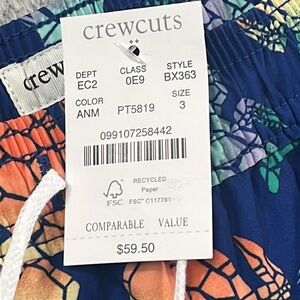 crewcuts
crew
DEPT CLASS STYLE
EC2 0E9 BX363
COLOR SIZE
ANM PT5819 3
099107258442
RECYCLED
Paper
FSC FSC® C117781
COMPARABLE VALUE
$59.50